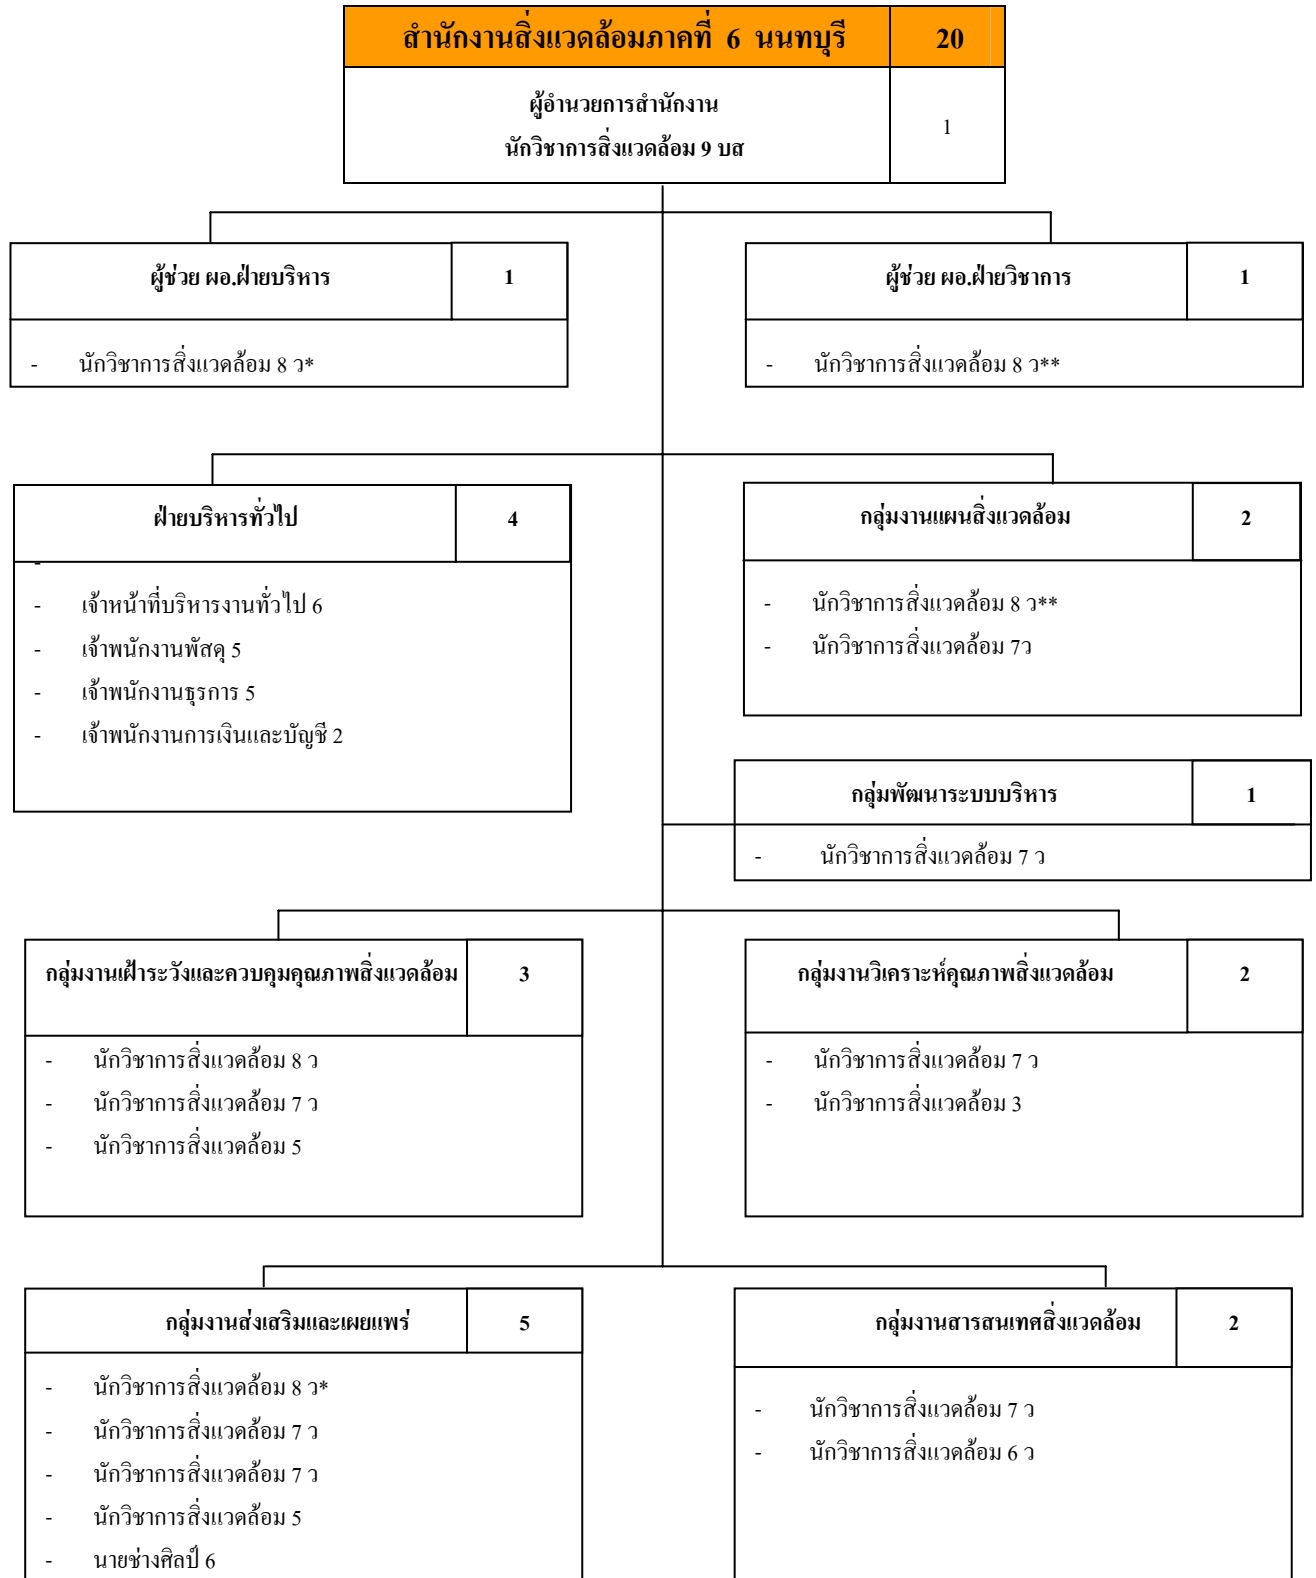 สำนักงานสิ่งแวดล้อมภาคที่ 6 นนทบุรี 20
ผู้อำนวยการสำนักงาน
นักวิชาการสิ่งแวดล้อม 9 บส
1
ผู้ช่วย ผอ.ฝ่ายบริหาร 1
- นักวิชาการสิ่งแวดล้อม 8 ว*
ผู้ช่วย ผอ.ฝ่ายวิชาการ 1
- นักวิชาการสิ่งแวดล้อม 8 ว**
ฝ่ายบริหารทั่วไป 4
-
- เจ้าหน้าที่บริหารงานทั่วไป 6
- เจ้าพนักงานพัสดุ 5
- เจ้าพนักงานธุรการ 5
- เจ้าพนักงานการเงินและบัญชี 2
กลุ่มงานแผนสิ่งแวดล้อม 2
- นักวิชาการสิ่งแวดล้อม 8 ว**
- นักวิชาการสิ่งแวดล้อม 7ว
กลุ่มพัฒนาระบบบริหาร 1
- นักวิชาการสิ่งแวดล้อม 7 ว
กลุ่มงานเฝ้าระวังและควบคุมคุณภาพสิ่งแวดล้อม 3
- นักวิชาการสิ่งแวดล้อม 8 ว
- นักวิชาการสิ่งแวดล้อม 7 ว
- นักวิชาการสิ่งแวดล้อม 5
กลุ่มงานวิเคราะห์คุณภาพสิ่งแวดล้อม 2
- นักวิชาการสิ่งแวดล้อม 7 ว
- นักวิชาการสิ่งแวดล้อม 3
กลุ่มงานส่งเสริมและเผยแพร่ 5
- นักวิชาการสิ่งแวดล้อม 8 ว*
- นักวิชาการสิ่งแวดล้อม 7 ว
- นักวิชาการสิ่งแวดล้อม 7 ว
- นักวิชาการสิ่งแวดล้อม 5
- นายช่างศิลป์ 6
กลุ่มงานสารสนเทศสิ่งแวดล้อม 2
- นักวิชาการสิ่งแวดล้อม 7 ว
- นักวิชาการสิ่งแวดล้อม 6 ว